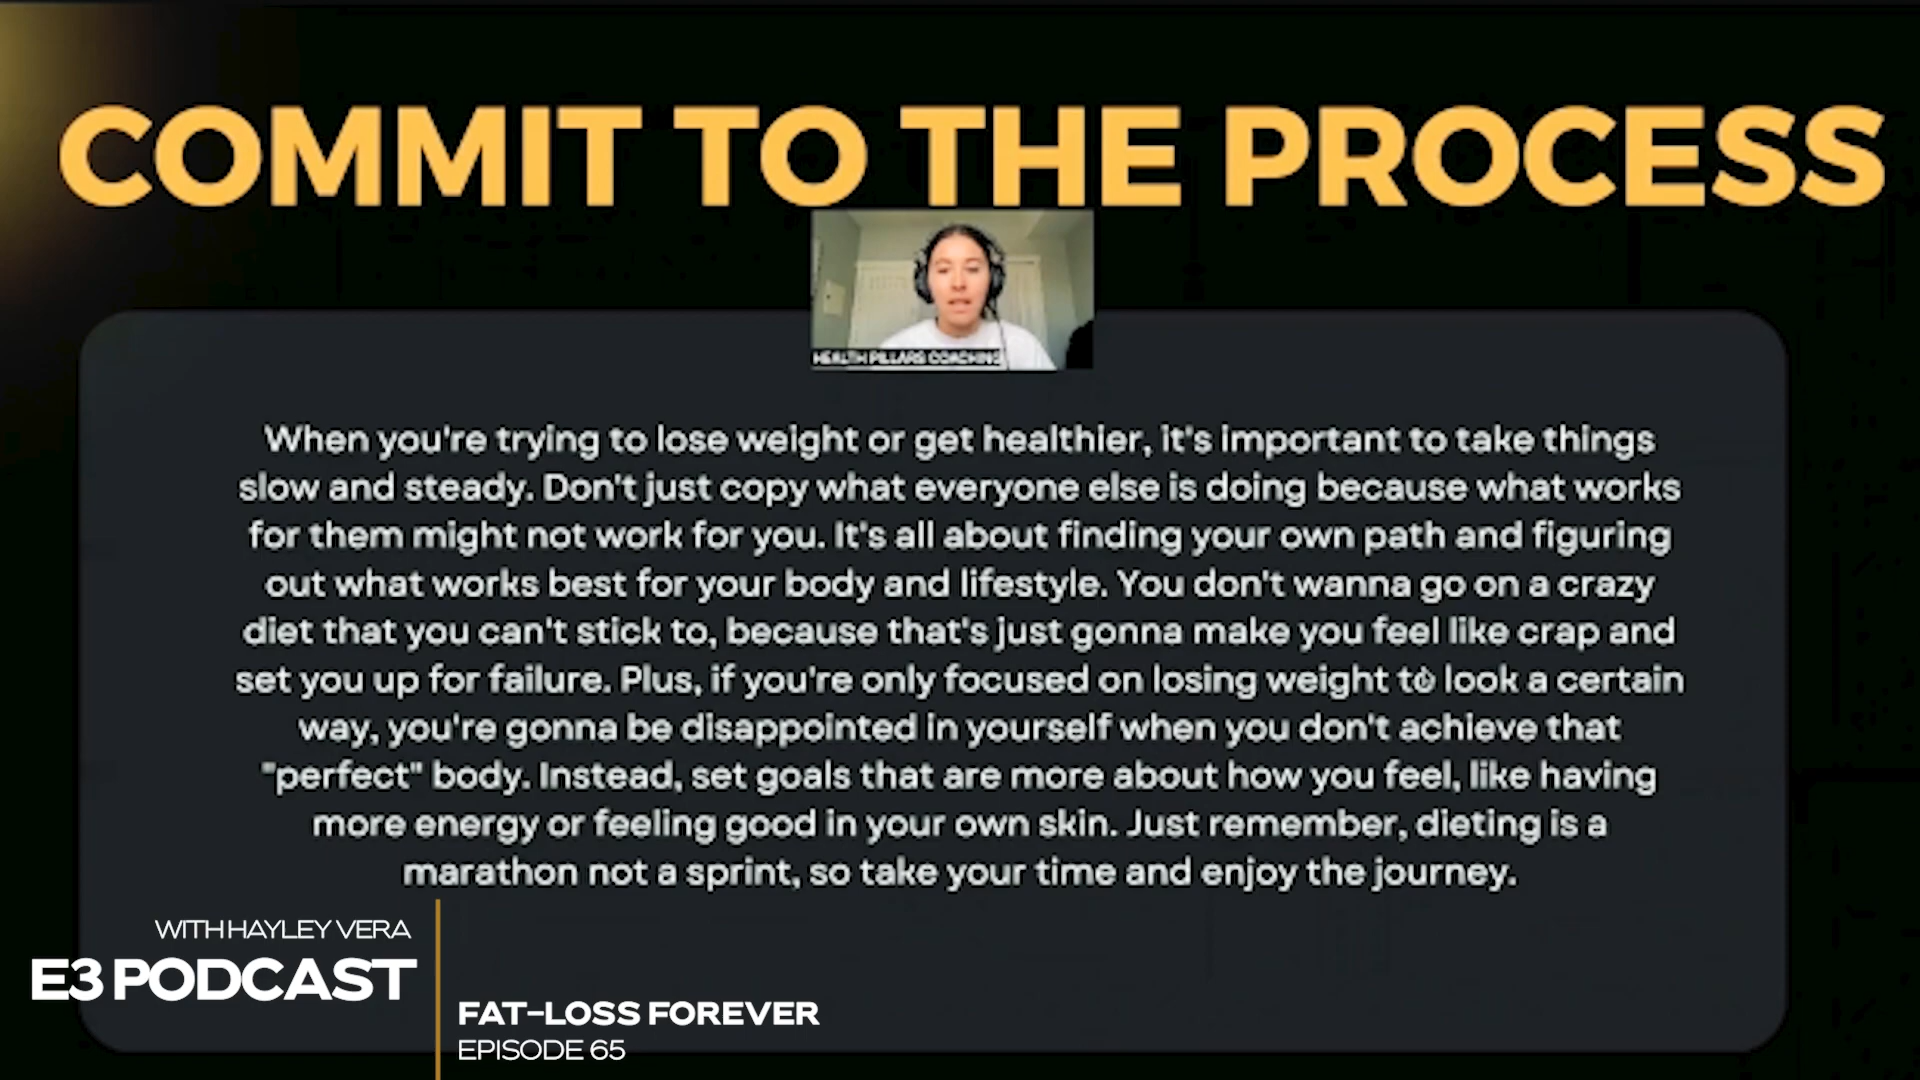 COMMIT TO THE PROCESS
HEALTH PILLARS COACHING
When you're trying to lose weight or get healthier, it's important to take things
slow and steady. Don't just copy what everyone else is doing because what works
for them might not work for you. It's all about finding your own path and figuring
out what works best for your body and lifestyle. You don't wanna go on a crazy
diet that you can't stick to, because that's just gonna make you feel like crap and
set you up for failure. Plus, if you're only focused on losing weight to look a certain
way, you're gonna be disappointed in yourself when you don't achieve that
"perfect" body. Instead, set goals that are more about how you feel, like having
more energy or feeling good in your own skin. Just remember, dieting is a
marathon not a sprint, so take your time and enjoy the journey.
WITH HAYLEY VERA
E3 PODCAST
FAT-LOSS FOREVER
EPISODE 65